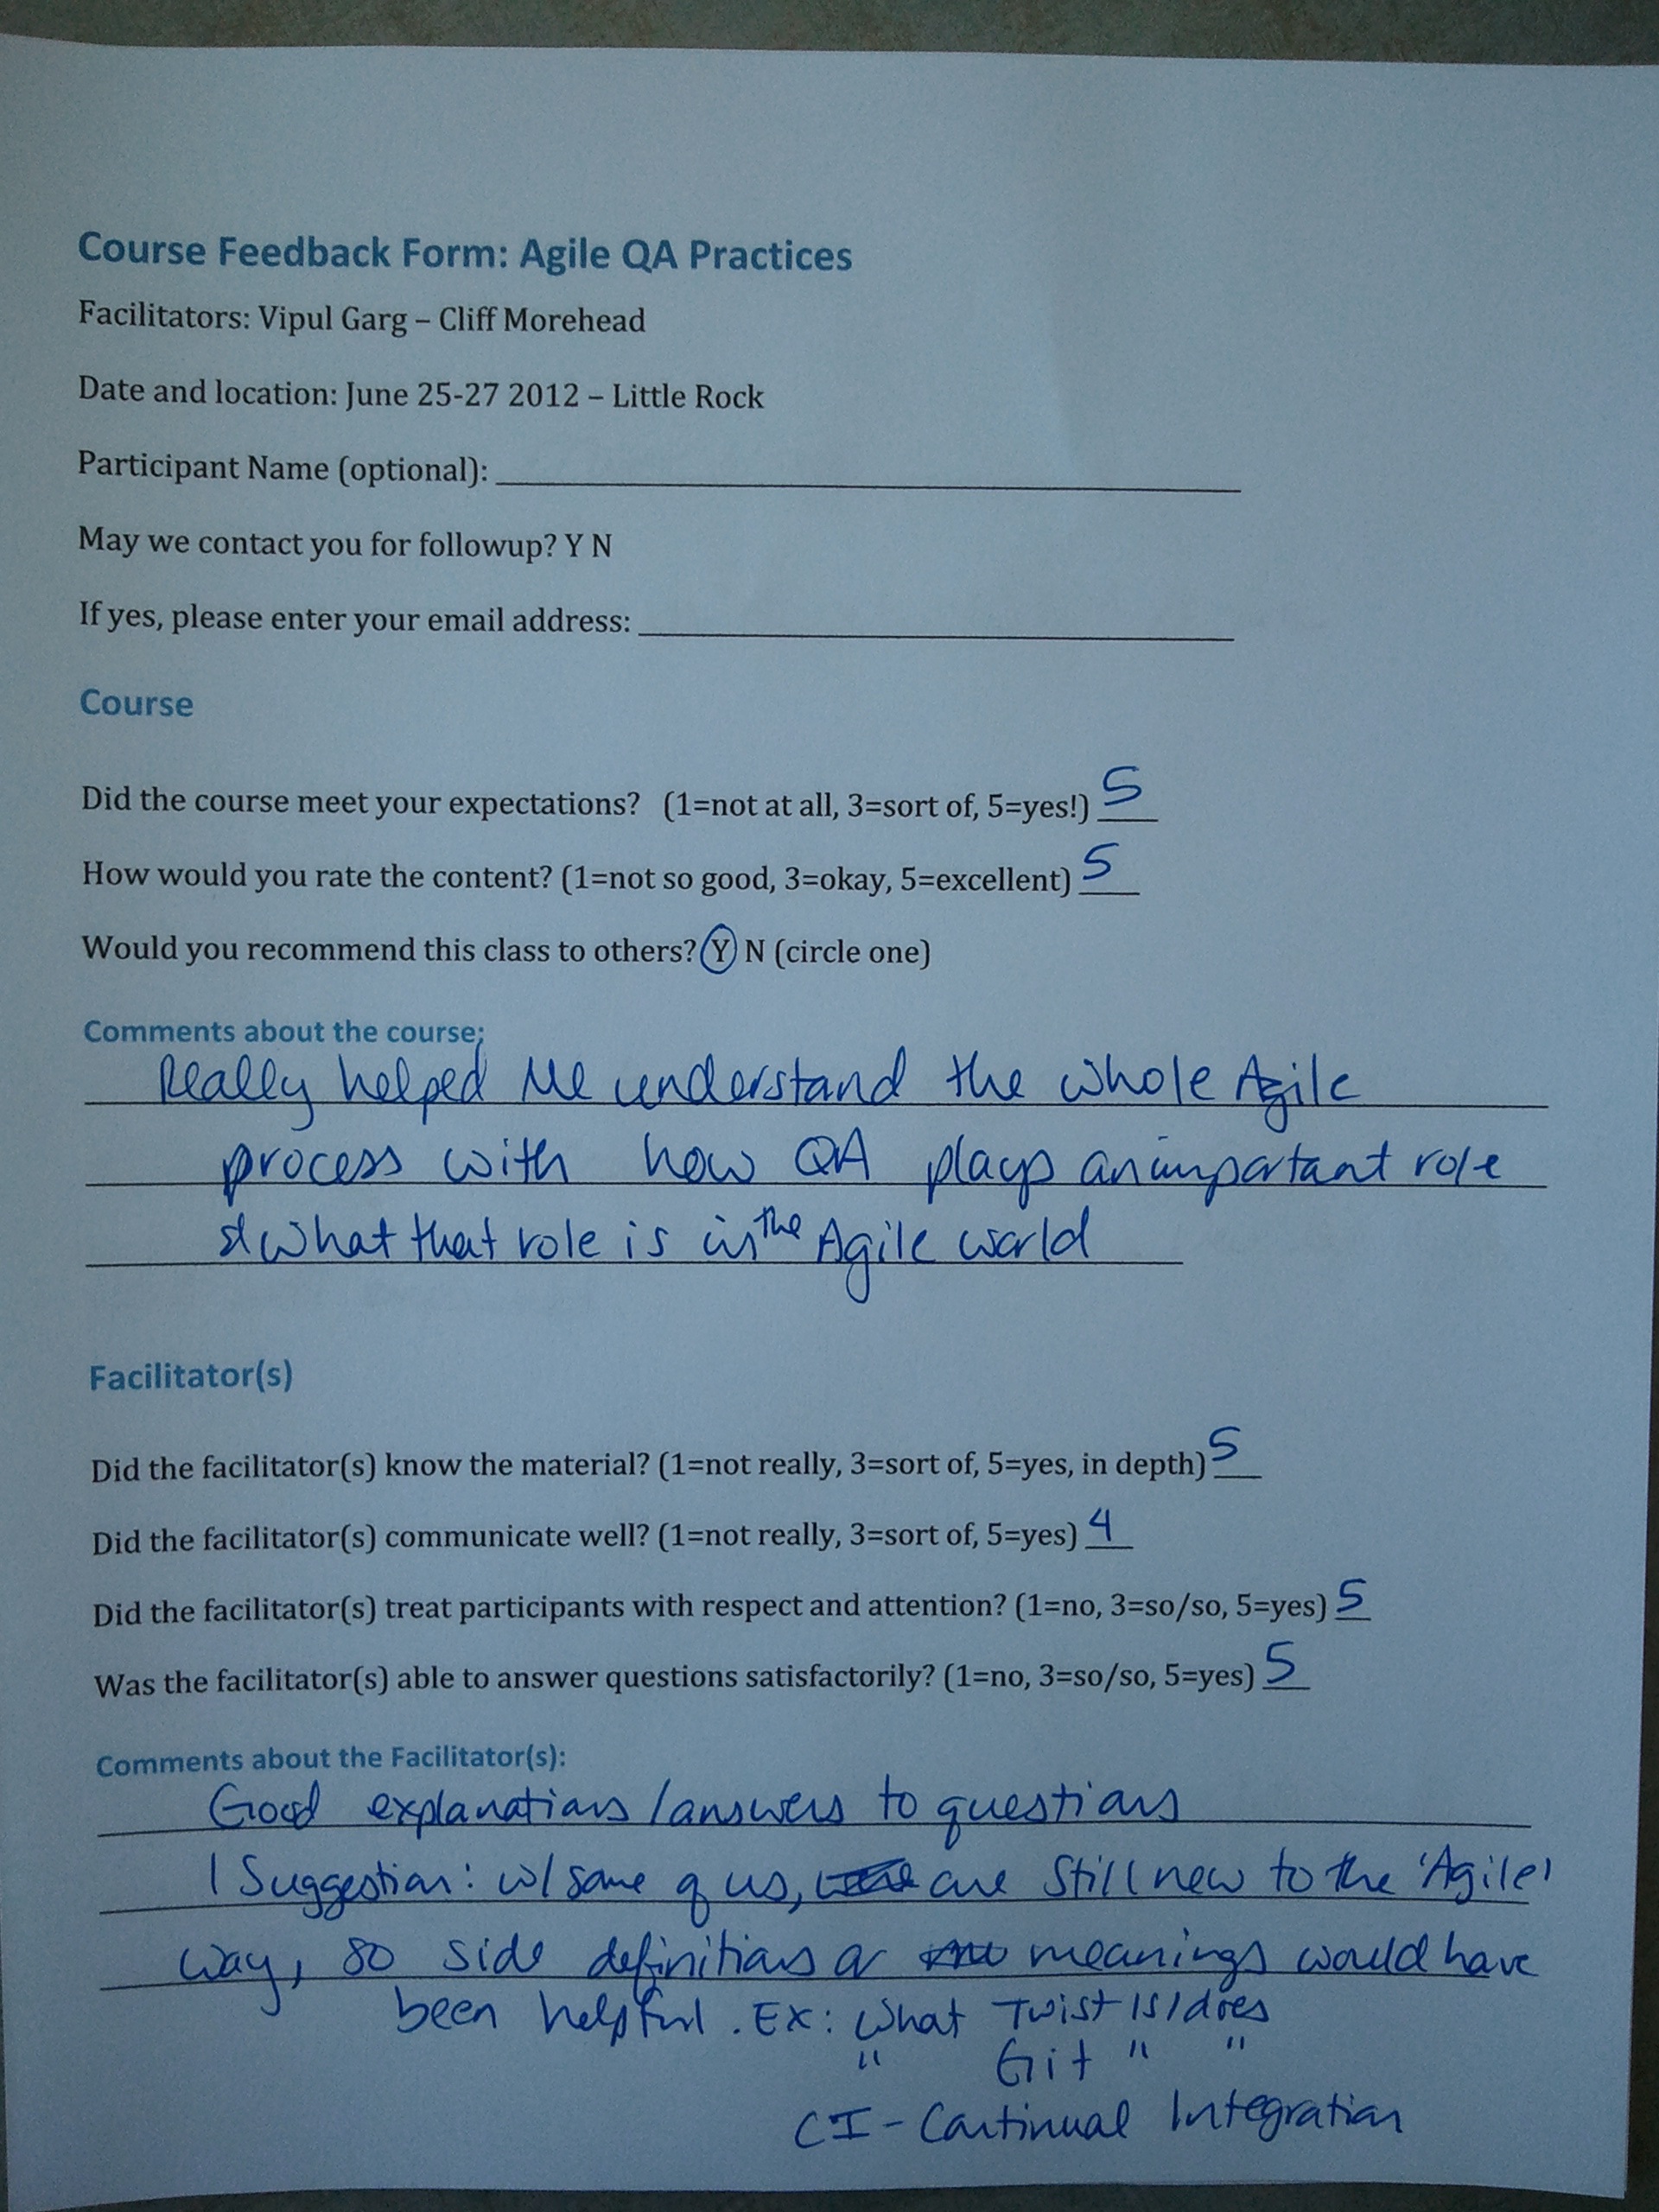 Course Feedback Form: Agile QA Practices
Facilitators: Vipul Garg – Cliff Morehead
Date and location: June 25-27 2012 – Little Rock
Participant Name (optional):
May we contact you for followup? Y N
If yes, please enter your email address:
Course
Did the course meet your expectations? (1=not at all, 3=sort of, 5=yes!) 5
How would you rate the content? (1=not so good, 3=okay, 5=excellent) 5
Would you recommend this class to others? Y N (circle one)
Comments about the course:
Really helped me understand the whole Agile
process with how QA plays an important role
& what that role is in the Agile world
Facilitator(s)
Did the facilitator(s) know the material? (1=not really, 3=sort of, 5=yes, in depth) 5
Did the facilitator(s) communicate well? (1=not really, 3=sort of, 5=yes) 4
Did the facilitator(s) treat participants with respect and attention? (1=no, 3=so/so, 5=yes) 5
Was the facilitator(s) able to answer questions satisfactorily? (1=no, 3=so/so, 5=yes) 5
Comments about the Facilitator(s):
Good explanations/answers to questions
1 Suggestion: w/ some of us, are still new to the 'Agile'
way, so side definitions or meanings would have
been helpful. Ex: What Twist is/does
" Git " "
CI - Continual Integration